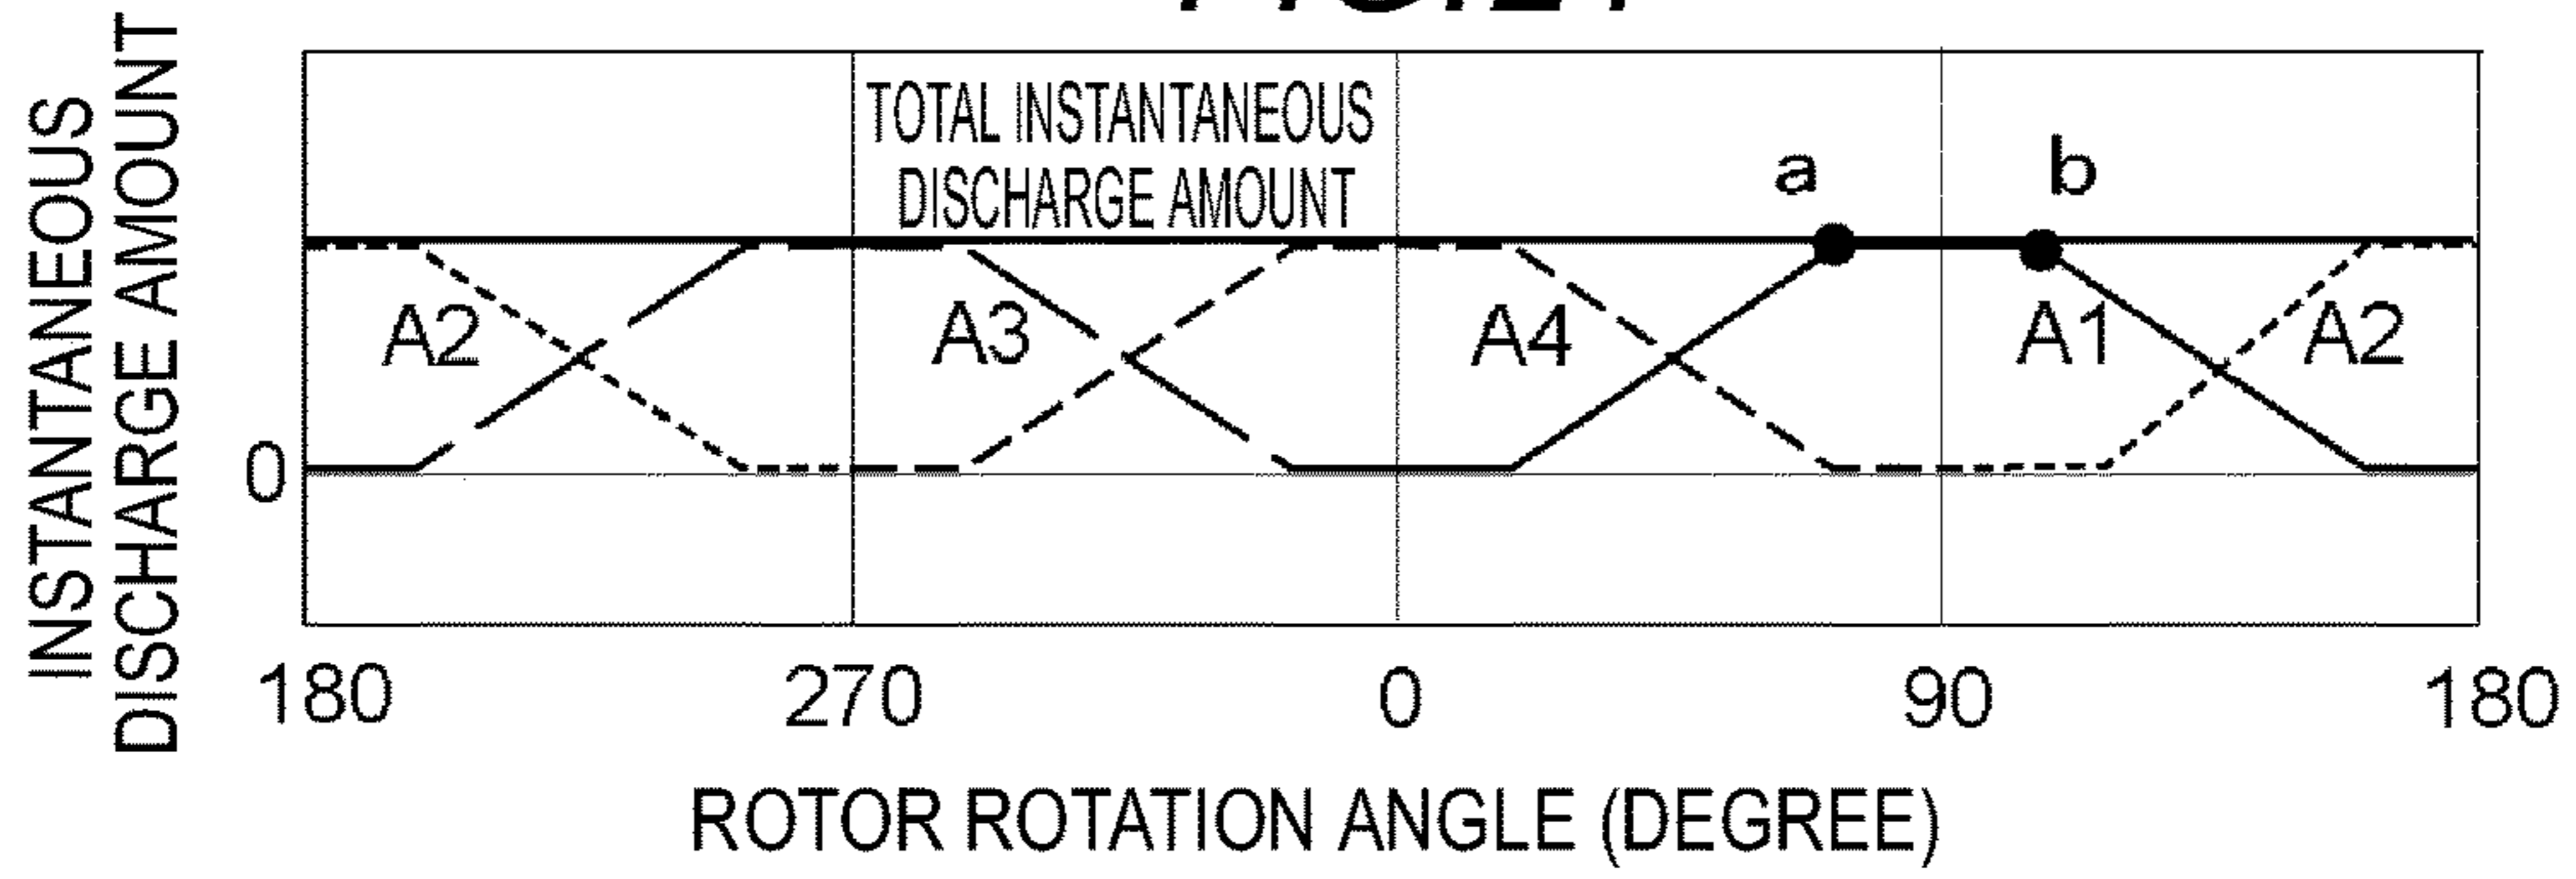 INSTANTANEOUS
DISCHARGE AMOUNT
TOTAL INSTANTANEOUS
DISCHARGE AMOUNT
a
b
A2
A3
A4
A1
A2
0
180
270
0
90
180
ROTOR ROTATION ANGLE (DEGREE)